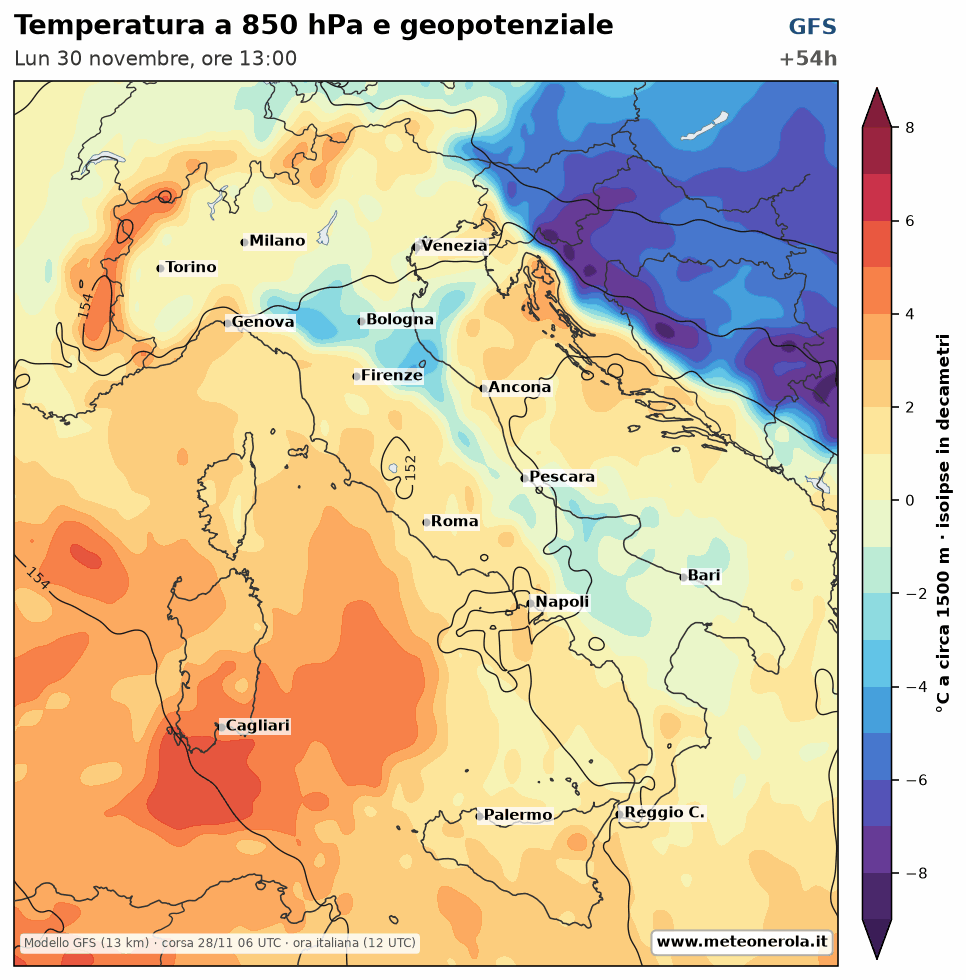 Temperatura a 850 hPa e geopotenziale
GFS
Lun 30 novembre, ore 13:00
+54h
Milano
Venezia
Torino
154
Genova
Bologna
Firenze
Ancona
152
Pescara
Roma
154
Bari
Napoli
Cagliari
Palermo
Reggio C.
8
6
4
2
0
−2
−4
−6
−8
°C a circa 1500 m · isoipse in decametri
Modello GFS (13 km) · corsa 28/11 06 UTC · ora italiana (12 UTC)
www.meteonerola.it